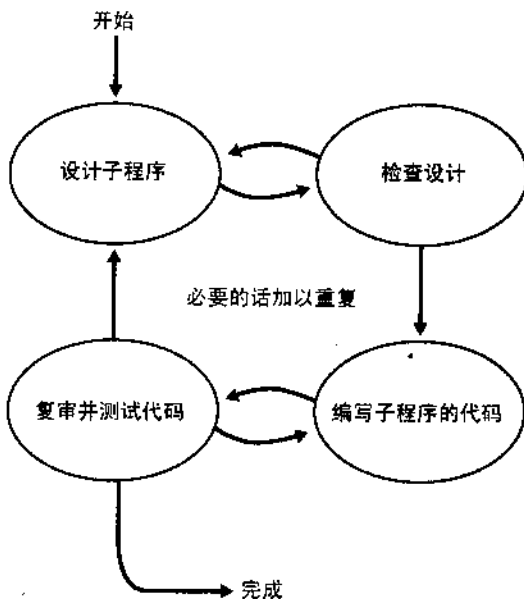 开始
设计子程序
检查设计
必要的话加以重复
复审并测试代码
编写子程序的代码
完成